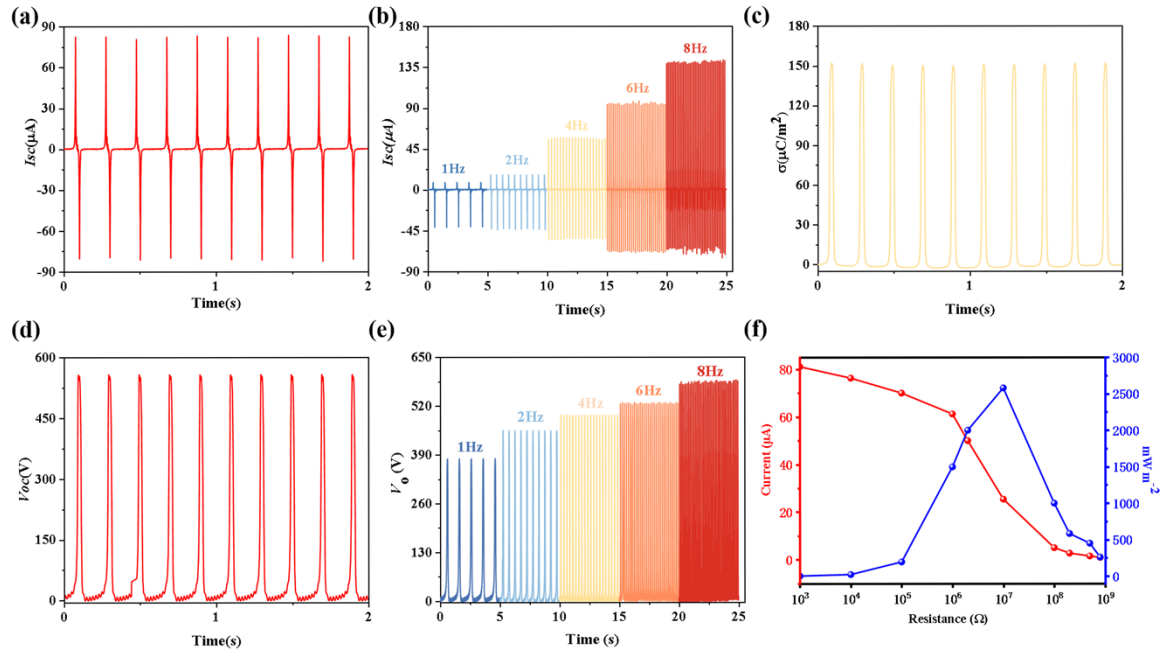 (a)
90
60
30
0
-30
-60
-90
Isc(μA)
0
1
2
Time(s)
(b)
180
135
90
45
0
-45
-90
Isc(μA)
1Hz
2Hz
4Hz
6Hz
8Hz
0
5
10
15
20
25
Time(s)
(c)
180
150
120
90
60
30
0
σ(μC/m²)
0
1
2
Time(s)
(d)
600
450
300
150
0
Voc(V)
0
1
2
Time(s)
(e)
650
520
390
260
130
0
Vo (V)
1Hz
2Hz
4Hz
6Hz
8Hz
0
5
10
15
20
25
Time (s)
(f)
80
60
40
20
0
Current (μA)
3000
2500
2000
1500
1000
500
0
mW m⁻²
10³
10⁴
10⁵
10⁶
10⁷
10⁸
10⁹
Resistance (Ω)